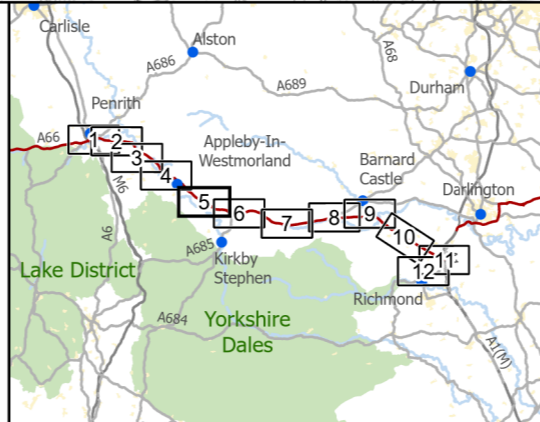 Carlisle
Alston
A68
A686
A689
Durham
Penrith
A66
1
2
3
4
Appleby-In-
Westmorland
Barnard
Castle
Darlington
M6
5
6
7
8
9
10
11
12
A6
A685
Kirkby
Stephen
Lake District
Richmond
A684
Yorkshire
Dales
A1(M)